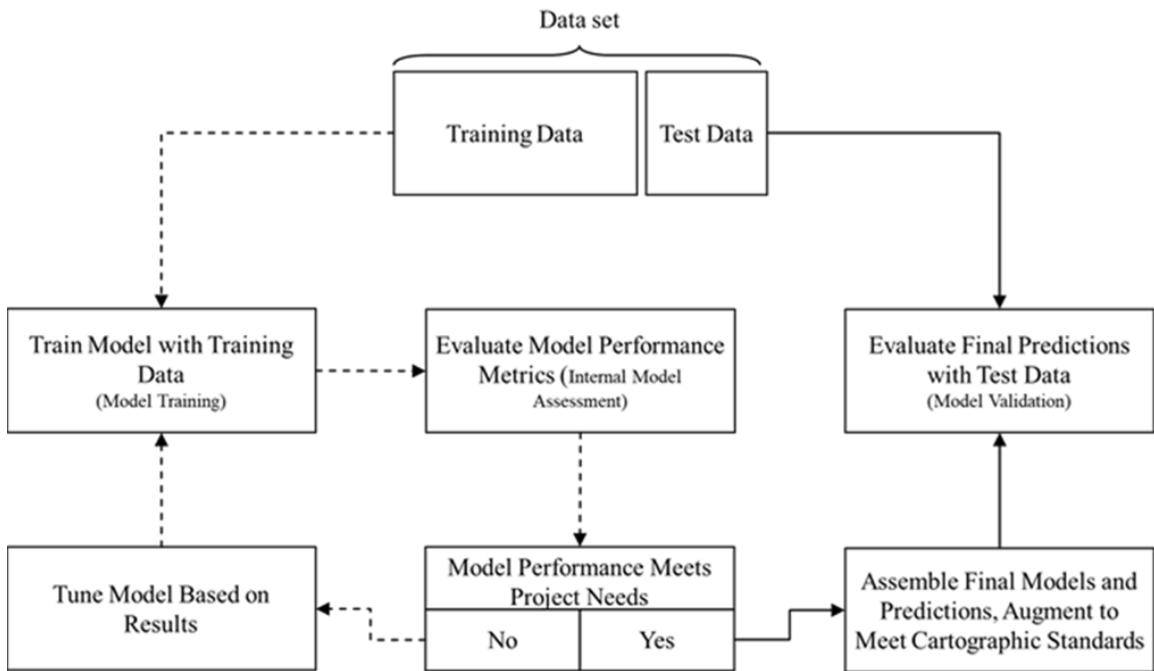 Data set
Training Data
Test Data
Train Model with Training
Data
(Model Training)
Evaluate Model Performance
Metrics (Internal Model
Assessment)
Evaluate Final Predictions
with Test Data
(Model Validation)
Tune Model Based on
Results
Model Performance Meets
Project Needs
No
Yes
Assemble Final Models and
Predictions, Augment to
Meet Cartographic Standards